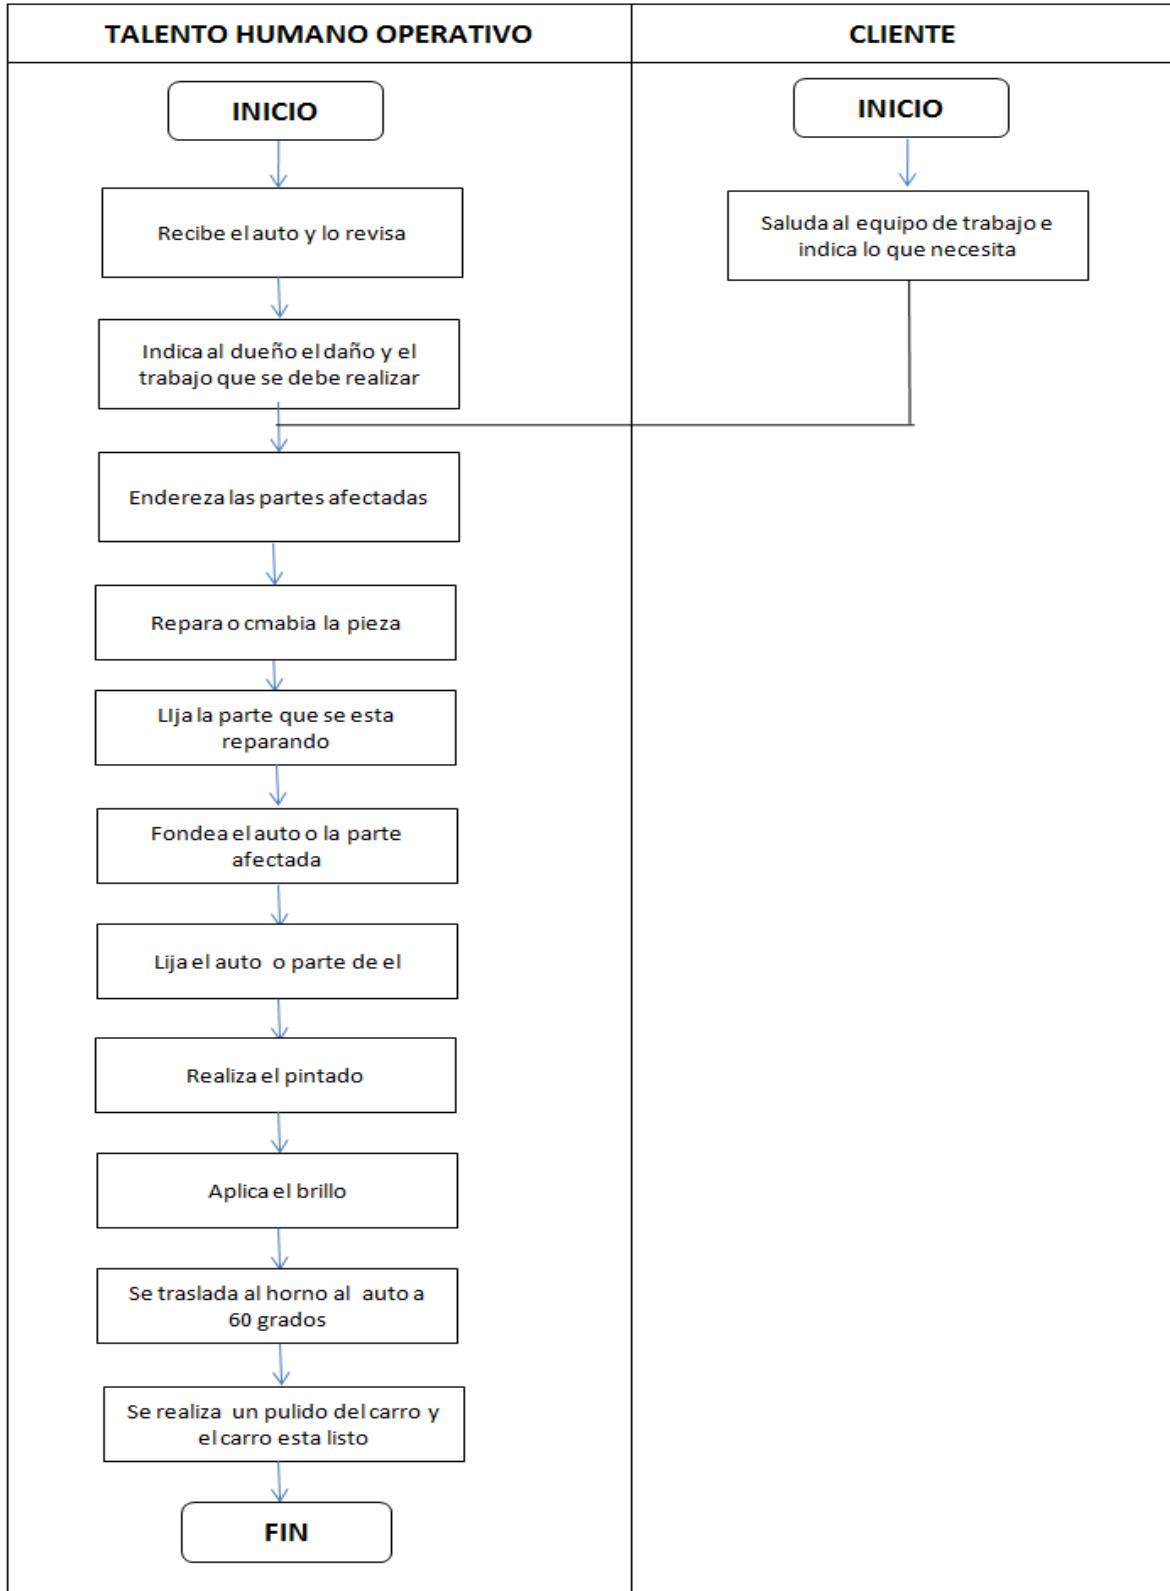 TALENTO HUMANO OPERATIVO
CLIENTE
INICIO
Recibe el auto y lo revisa
Indica al dueño el daño y el
trabajo que se debe realizar
Endereza las partes afectadas
Repara o cmabia la pieza
LIja la parte que se esta
reparando
Fondea el auto o la parte
afectada
Lija el auto o parte de el
Realiza el pintado
Aplica el brillo
Se traslada al horno al auto a
60 grados
Se realiza un pulido del carro y
el carro esta listo
FIN
INICIO
Saluda al equipo de trabajo e
indica lo que necesita